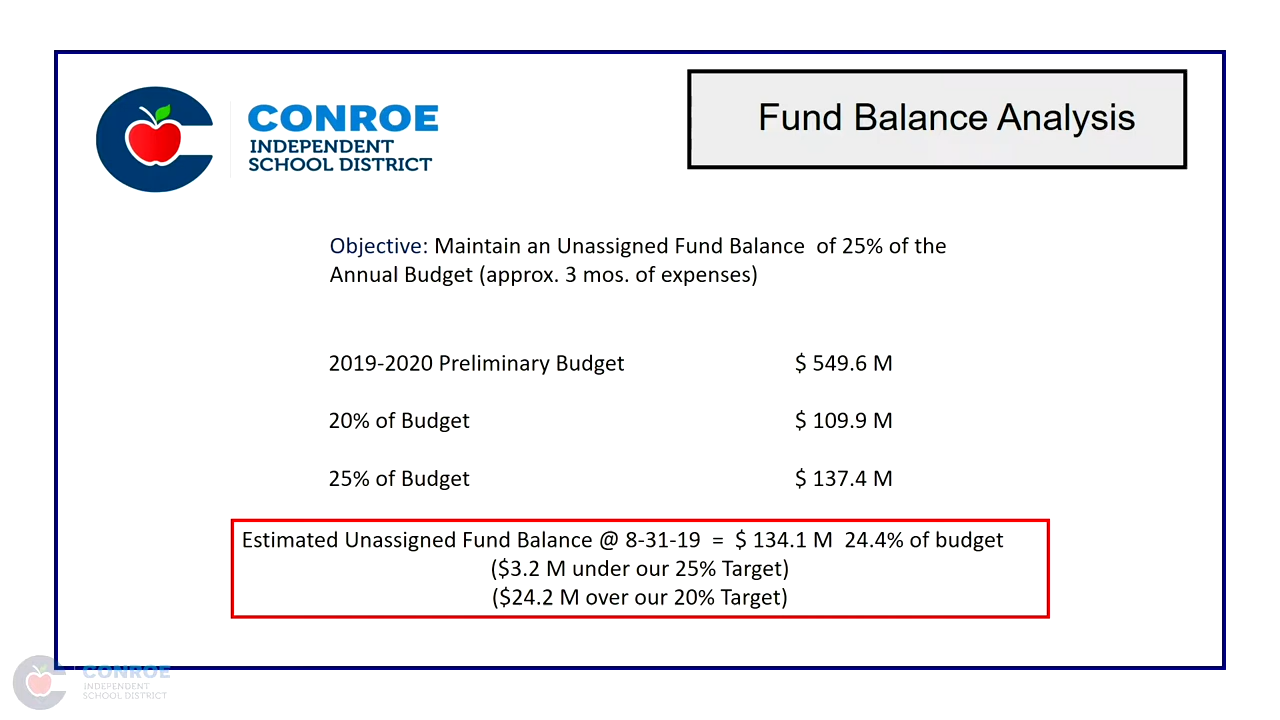 CONROE
INDEPENDENT
SCHOOL DISTRICT
Fund Balance Analysis
Objective: Maintain an Unassigned Fund Balance of 25% of the
Annual Budget (approx. 3 mos. of expenses)
2019-2020 Preliminary Budget $ 549.6 M
20% of Budget $ 109.9 M
25% of Budget $ 137.4 M
Estimated Unassigned Fund Balance @ 8-31-19 = $ 134.1 M 24.4% of budget
($3.2 M under our 25% Target)
($24.2 M over our 20% Target)
CONROE
INDEPENDENT
SCHOOL DISTRICT